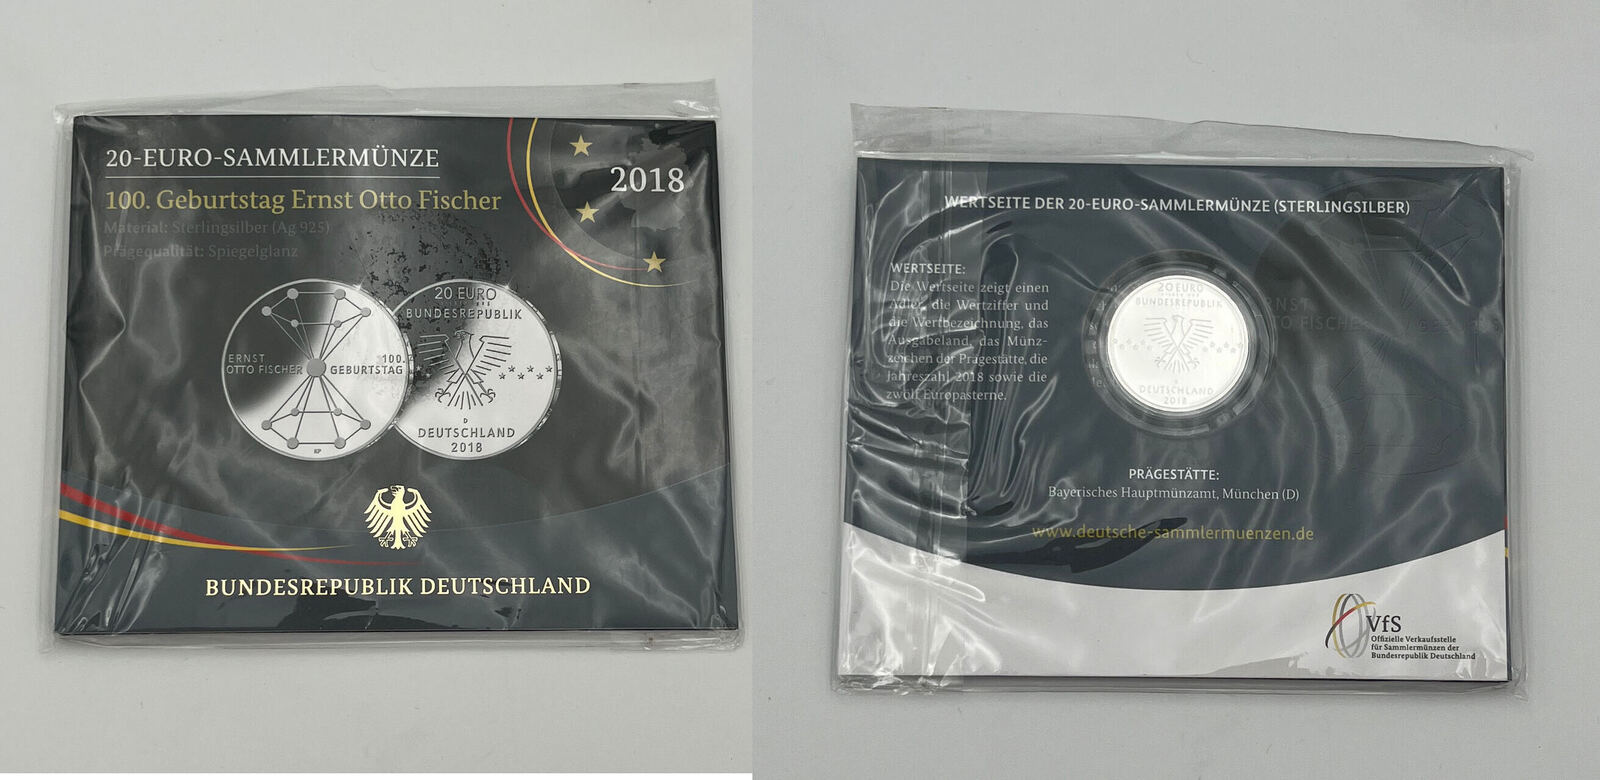 20-EURO-SAMMLERMÜNZE
100. Geburtstag Ernst Otto Fischer
Material: Sterlingsilber (Ag 925)
Prägequalität: Spiegelglanz
2018
ERNST
OTTO FISCHER
100.
GEBURTSTAG
KP
20 EURO
BUNDESREPUBLIK
D
DEUTSCHLAND
2018
BUNDESREPUBLIK DEUTSCHLAND
WERTSEITE DER 20-EURO-SAMMLERMÜNZE (STERLINGSILBER)
WERTSEITE:
Die Wertseite zeigt einen
Adler, die Wertziffer und
die Wertbezeichnung, das
Ausgabeland, das Münz-
zeichen der Prägestätte, die
Jahreszahl 2018 sowie die
zwölf Europasterne.
20 EURO
BUNDESREPUBLIK
D
DEUTSCHLAND
2018
ERNST
OTTO FISCHER
PRÄGESTÄTTE:
Bayerisches Hauptmünzamt, München (D)
www.deutsche-sammlermuenzen.de
VfS
Offizielle Verkaufsstelle
für Sammlermünzen der
Bundesrepublik Deutschland